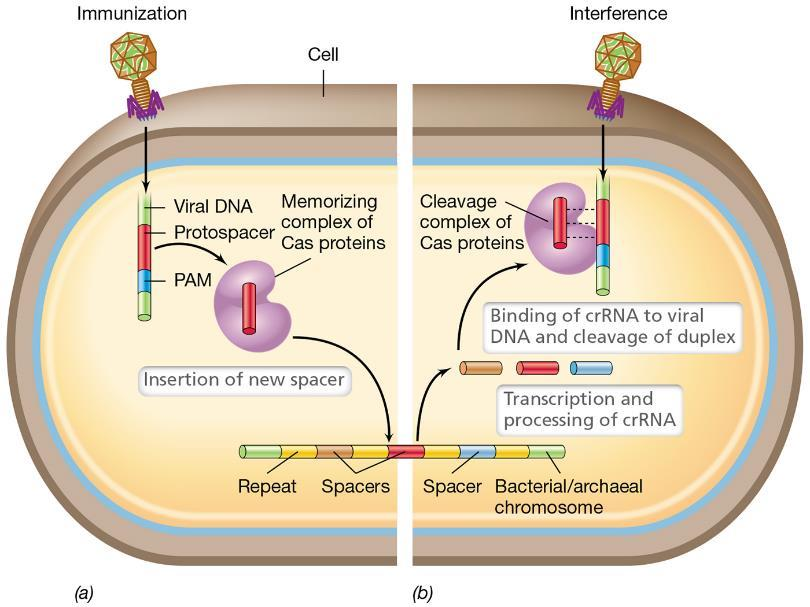 Immunization
Interference
Cell
Viral DNA
Protospacer
PAM
Memorizing
complex of
Cas proteins
Insertion of new spacer
Cleavage
complex of
Cas proteins
Binding of crRNA to viral
DNA and cleavage of duplex
Transcription and
processing of crRNA
Repeat
Spacers
Spacer
Bacterial/archaeal
chromosome
(a)
(b)